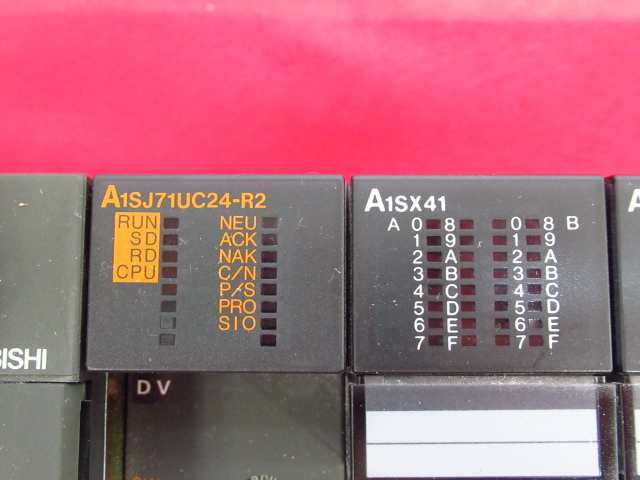 A1SJ71UC24-R2
RUN NEU
SD ACK
RD NAK
CPU C/N
P/S
PRO
SIO
A1SX41
A 0 8 0 8 B
1 9 1 9
2 A 2 A
3 B 3 B
4 C 4 C
5 D 5 D
6 E 6 E
7 F 7 F
A
BISHI
DV